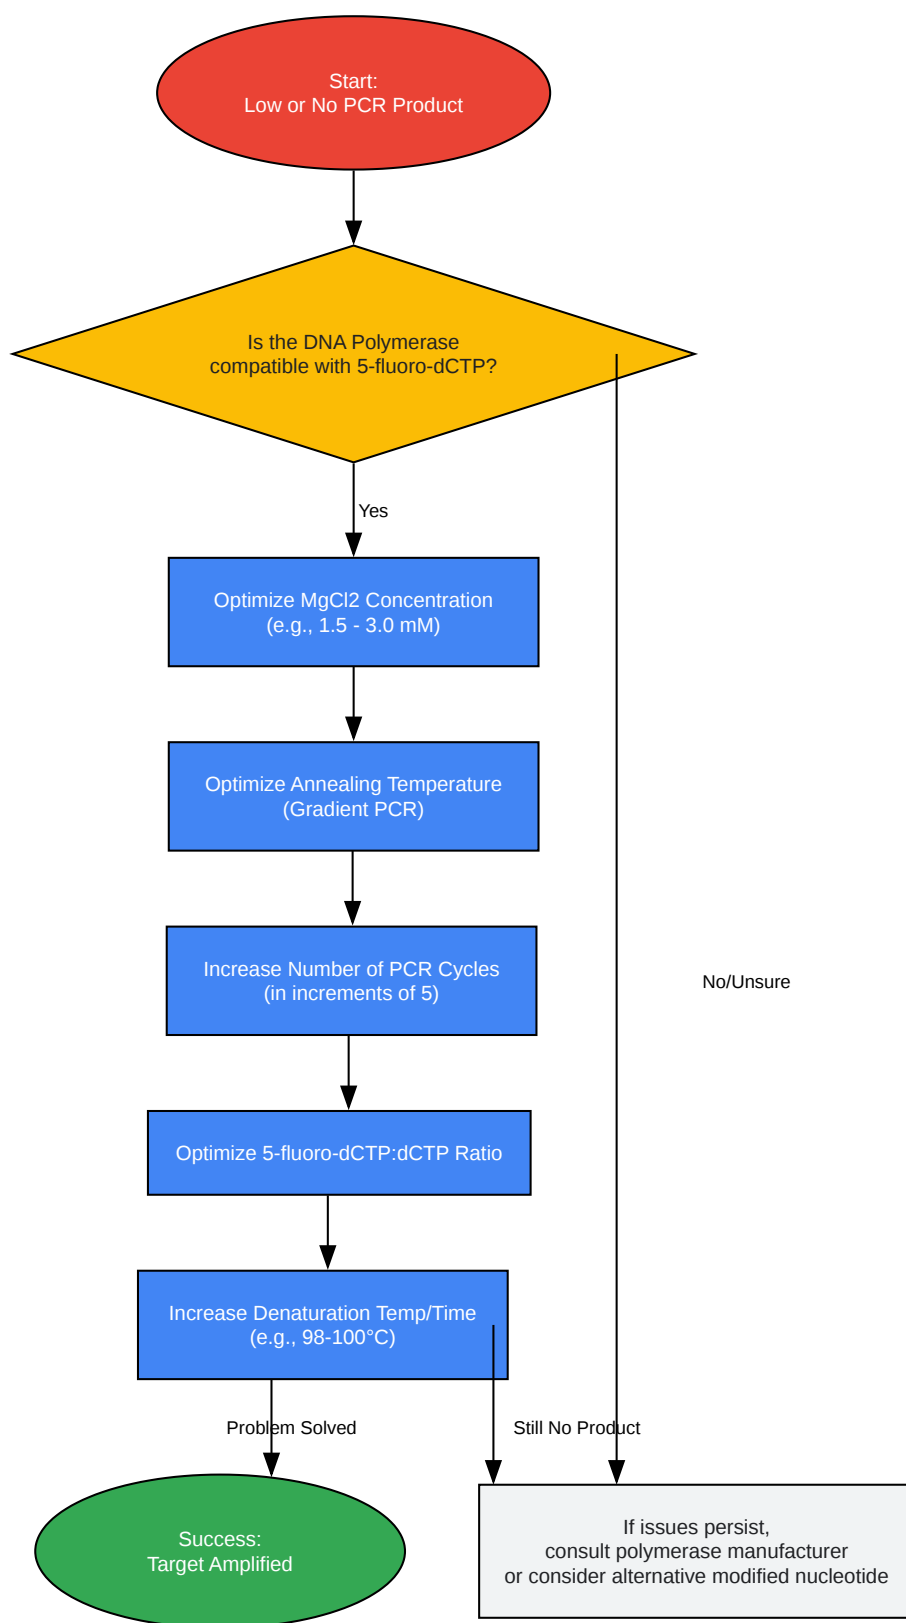 Start:
Low or No PCR Product
Is the DNA Polymerase
compatible with 5-fluoro-dCTP?
Yes
Optimize MgCl2 Concentration
(e.g., 1.5 - 3.0 mM)
Optimize Annealing Temperature
(Gradient PCR)
Increase Number of PCR Cycles
(in increments of 5)
No/Unsure
Optimize 5-fluoro-dCTP:dCTP Ratio
Increase Denaturation Temp/Time
(e.g., 98-100°C)
Problem Solved
Still No Product
Success:
Target Amplified
If issues persist,
consult polymerase manufacturer
or consider alternative modified nucleotide